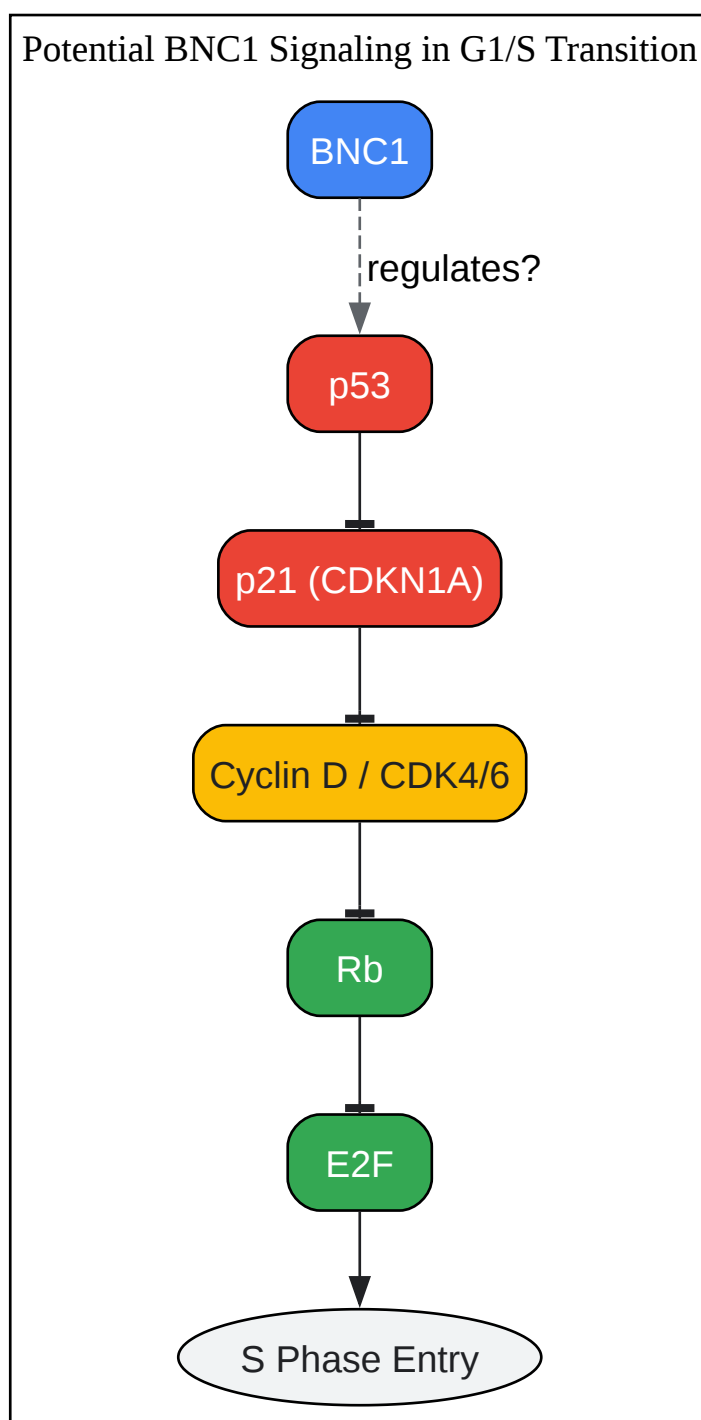 Potential BNC1 Signaling in G1/S Transition
BNC1
regulates?
p53
p21 (CDKN1A)
Cyclin D / CDK4/6
Rb
E2F
S Phase Entry